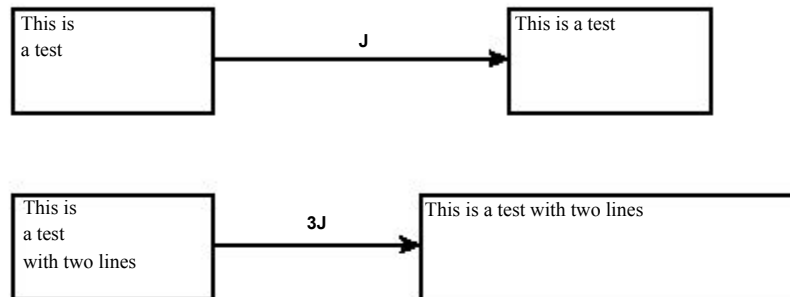 This is
a test
J
This is a test
This is
a test
with two lines
3J
This is a test with two lines